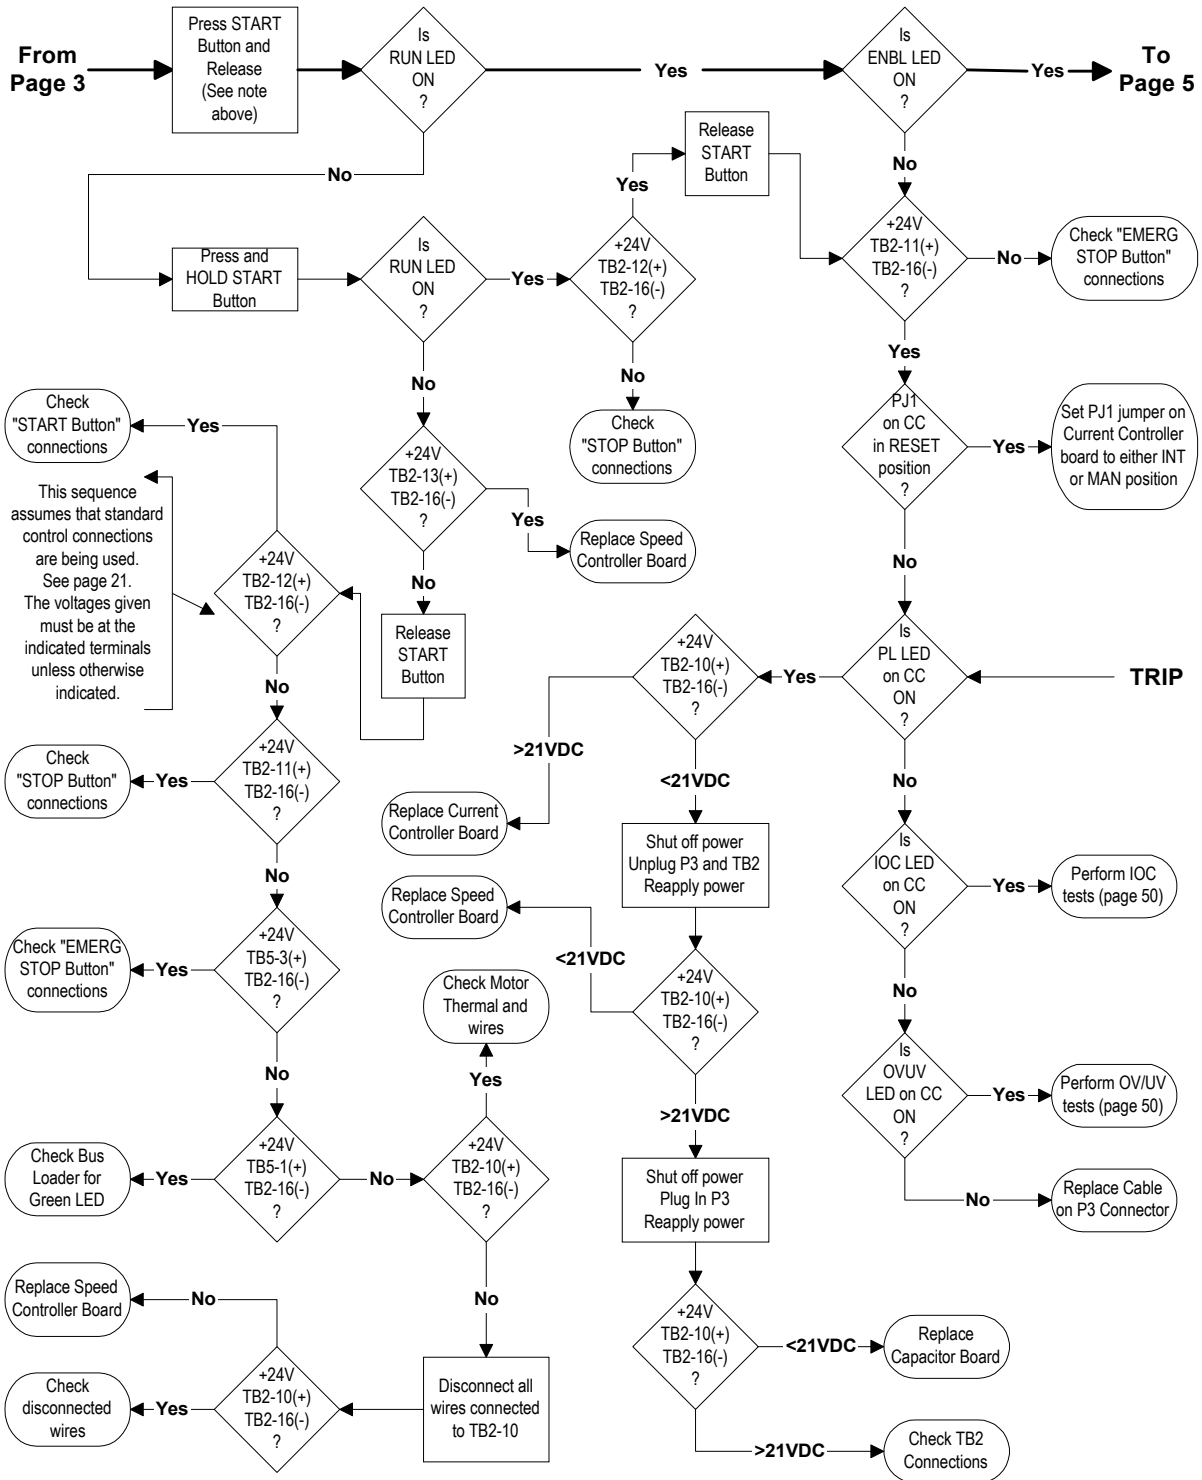 From
Page 3
Press START
Button and
Release
(See note
above)
Is
RUN LED
ON
?
Yes
Is
ENBL LED
ON
?
Yes
To
Page 5
No
Release
START
Button
No
Yes
Press and
HOLD START
Button
Is
RUN LED
ON
?
Yes
+24V
TB2-12(+)
TB2-16(-)
?
+24V
TB2-11(+)
TB2-16(-)
?
No
Check "EMERG
STOP Button"
connections
Yes
No
No
Check
"STOP Button"
connections
Check
"START Button"
connections
Yes
+24V
TB2-13(+)
TB2-16(-)
?
Yes
Replace Speed
Controller Board
PJ1
on CC
in RESET
position
?
Yes
Set PJ1 jumper on
Current Controller
board to either INT
or MAN position
This sequence
assumes that standard
control connections
are being used.
See page 21.
The voltages given
must be at the
indicated terminals
unless otherwise
indicated.
+24V
TB2-12(+)
TB2-16(-)
?
No
Release
START
Button
No
+24V
TB2-10(+)
TB2-16(-)
?
Yes
Is
PL LED
on CC
ON
?
TRIP
No
Check
"STOP Button"
connections
Yes
+24V
TB2-11(+)
TB2-16(-)
?
>21VDC
<21VDC
No
Replace Current
Controller Board
Shut off power
Unplug P3 and TB2
Reapply power
Is
IOC LED
on CC
ON
?
Yes
Perform IOC
tests (page 50)
No
Replace Speed
Controller Board
<21VDC
Check "EMERG
STOP Button"
connections
Yes
+24V
TB5-3(+)
TB2-16(-)
?
Check Motor
Thermal and
wires
+24V
TB2-10(+)
TB2-16(-)
?
No
No
Yes
>21VDC
Is
OVUV
LED on CC
ON
?
Yes
Perform OV/UV
tests (page 50)
Check Bus
Loader for
Green LED
Yes
+24V
TB5-1(+)
TB2-16(-)
?
No
+24V
TB2-10(+)
TB2-16(-)
?
Shut off power
Plug In P3
Reapply power
No
Replace Cable
on P3 Connector
Replace Speed
Controller Board
No
No
+24V
TB2-10(+)
TB2-16(-)
?
<21VDC
Replace
Capacitor Board
Check
disconnected
wires
Yes
+24V
TB2-10(+)
TB2-16(-)
?
Disconnect all
wires connected
to TB2-10
>21VDC
Check TB2
Connections